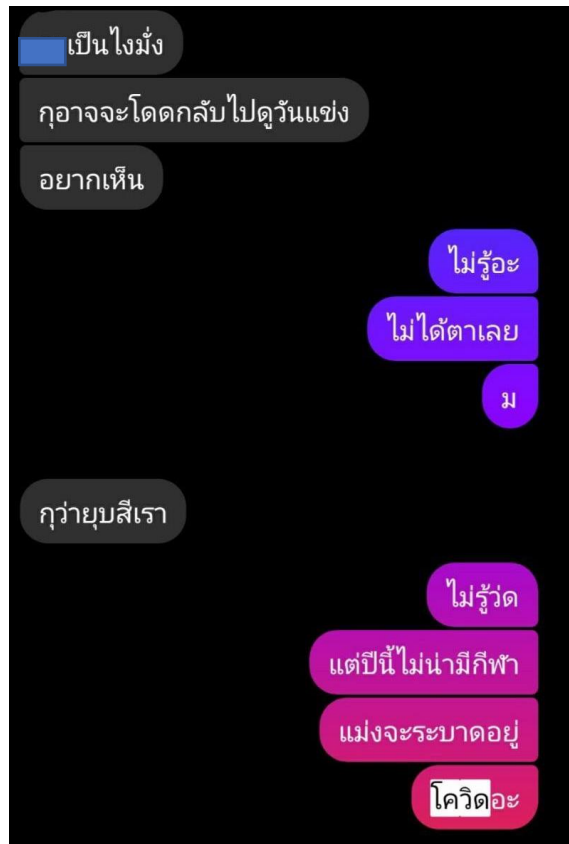 เป็นไงมั่ง
กุอาจจะโดดกลับไปดูวันแข่ง
อยากเห็น
ไม่รู้อะ
ไม่ได้ตาเลย
ม
กุว่ายุบสีเรา
ไม่รู้ว่ด
แต่ปีนี้ไม่น่ามีกีฬา
แม่งจะระบาดอยู่
โควิดอะ